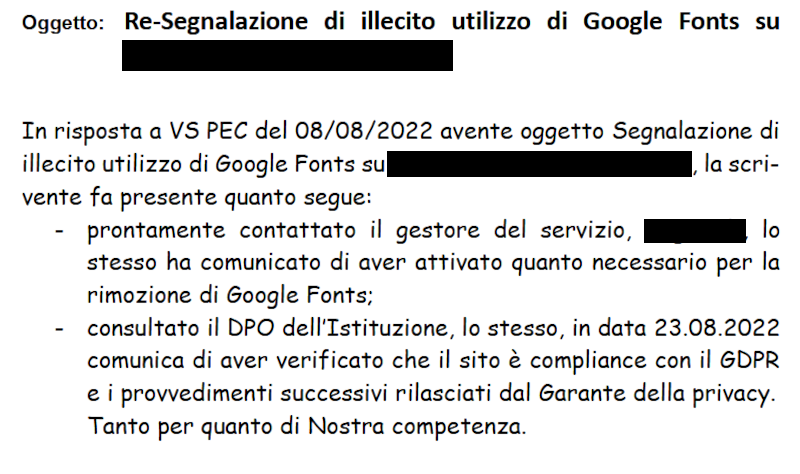 Oggetto: Re-Segnalazione di illecito utilizzo di Google Fonts su
In risposta a VS PEC del 08/08/2022 avente oggetto Segnalazione di
illecito utilizzo di Google Fonts su , la scri-
vente fa presente quanto segue:
- prontamente contattato il gestore del servizio, , lo
stesso ha comunicato di aver attivato quanto necessario per la
rimozione di Google Fonts;
- consultato il DPO dell'Istituzione, lo stesso, in data 23.08.2022
comunica di aver verificato che il sito è compliance con il GDPR
e i provvedimenti successivi rilasciati dal Garante della privacy.
Tanto per quanto di Nostra competenza.